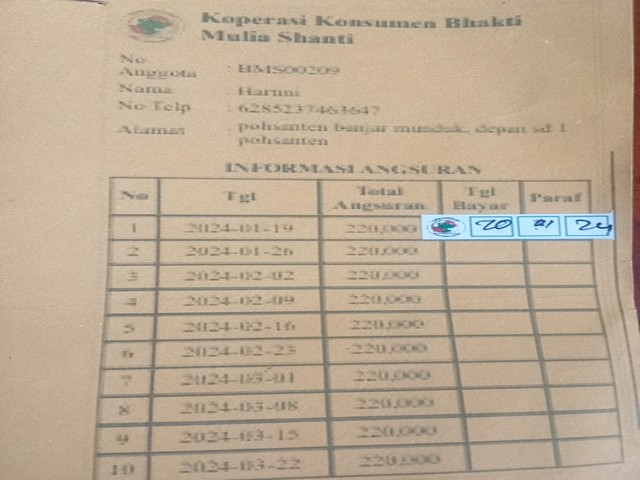 Koperasi Konsumen Bhakti
Mulia Shanti
No
Anggota : BMS00209
Nama : Hartini
No Telp : 6285237463647
Alamat : pohsanten banjar munduk, depan sd 1
pohsanten
INFORMASI ANGSURAN
No Tgl Total Angsuran Tgl Bayar Paraf
1 2024-01-19 220,000 20 01 24
2 2024-01-26 220,000
3 2024-02-02 220,000
4 2024-02-09 220,000
5 2024-02-16 220,000
6 2024-02-23 220,000
7 2024-03-01 220,000
8 2024-03-08 220,000
9 2024-03-15 220,000
10 2024-03-22 220,000